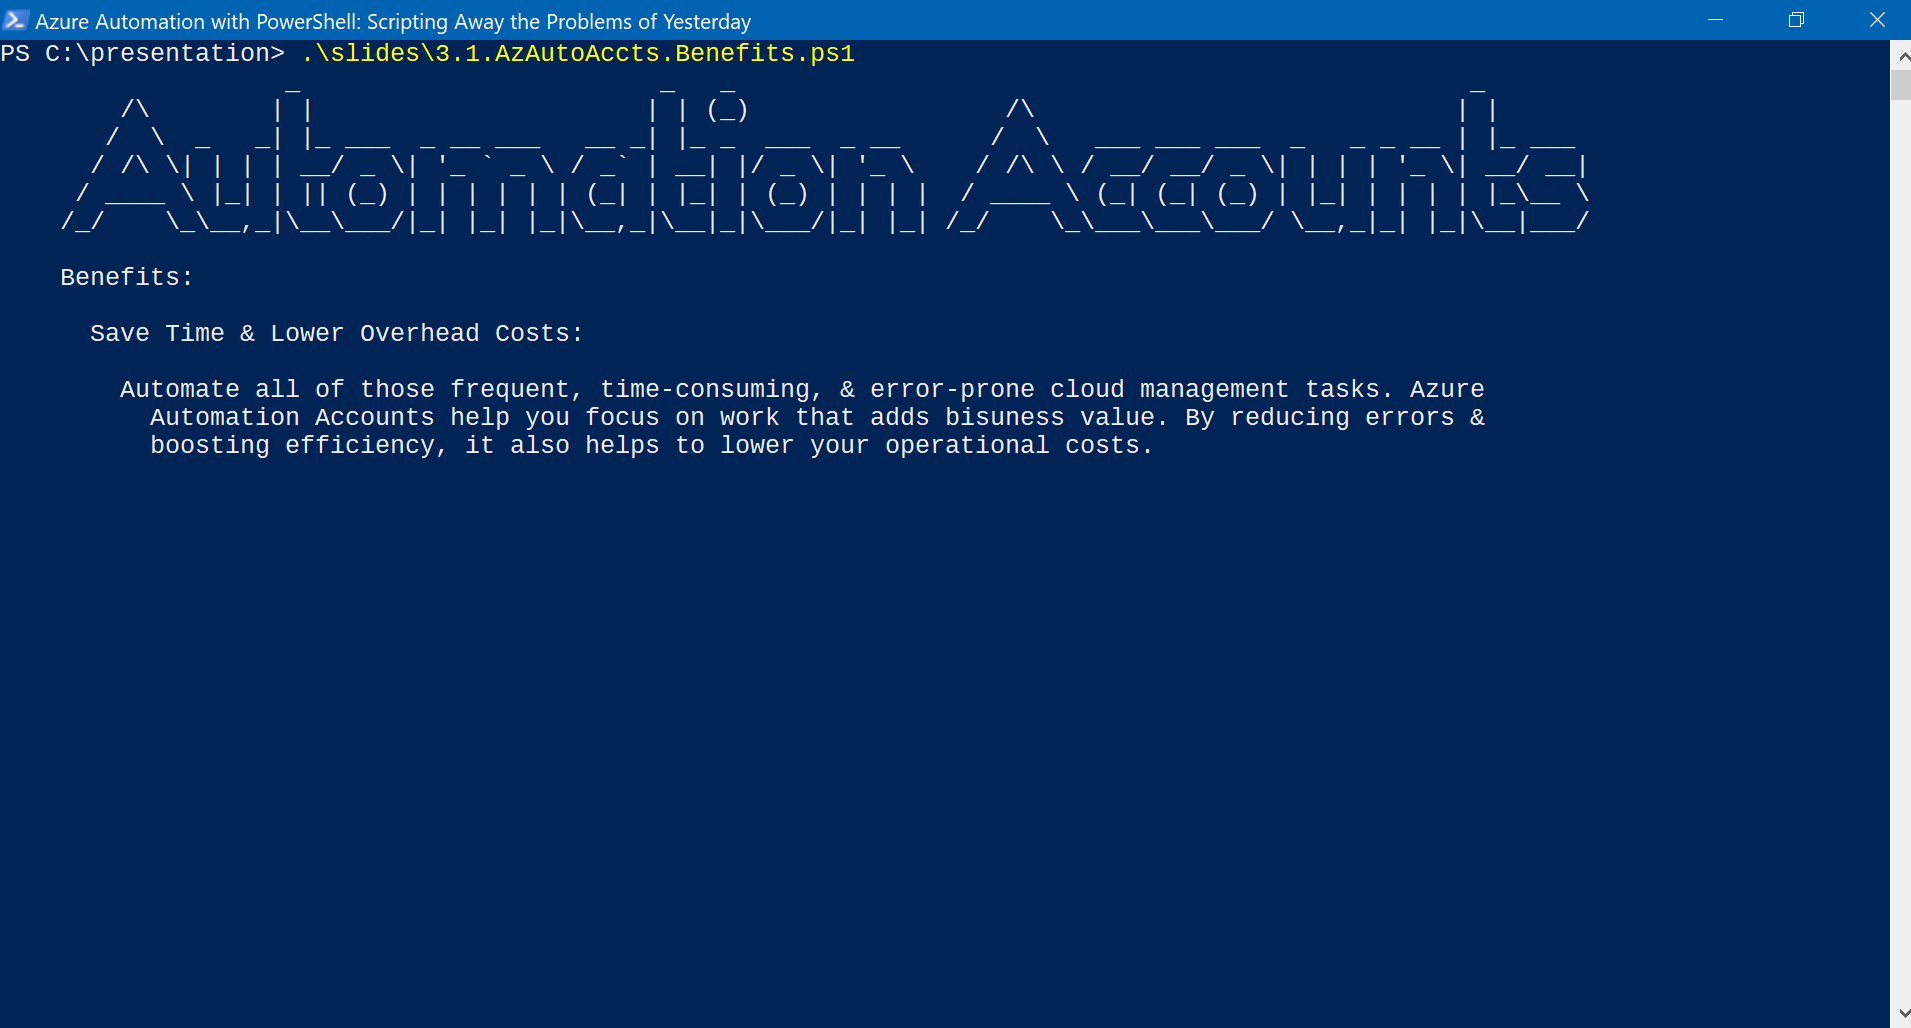 Azure Automation with PowerShell: Scripting Away the Problems of Yesterday
PS C:\presentation> .\slides\3.1.AzAutoAccts.Benefits.ps1
Automation Accounts
Benefits:
Save Time & Lower Overhead Costs:
Automate all of those frequent, time-consuming, & error-prone cloud management tasks. Azure
Automation Accounts help you focus on work that adds bisuness value. By reducing errors &
boosting efficiency, it also helps to lower your operational costs.